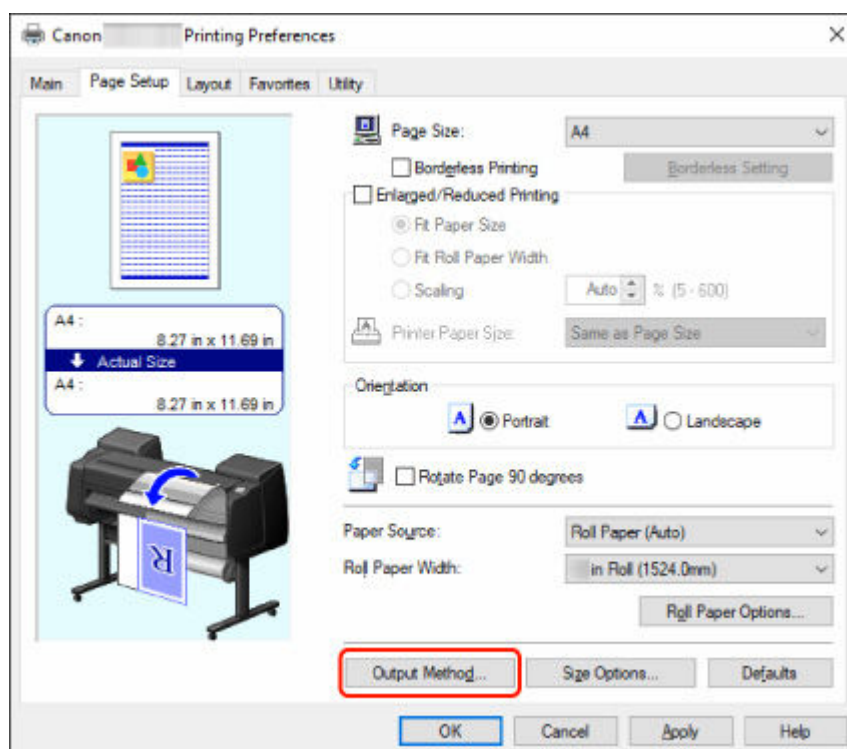 Canon Printing Preferences
Main Page Setup Layout Favorites Utility
Page Size: A4
Borderless Printing Borderless Setting
Enlarged/Reduced Printing
Fit Paper Size
Fit Roll Paper Width
Scaling Auto % (5 - 600)
Printer Paper Size: Same as Page Size
A4 :
8.27 in x 11.69 in
Actual Size
A4 :
8.27 in x 11.69 in
Orientation
A Portrait A Landscape
Rotate Page 90 degrees
R
Paper Source: Roll Paper (Auto)
Roll Paper Width: in Roll (1524.0mm)
Roll Paper Options...
Output Method... Size Options... Defaults
OK Cancel Apply Help